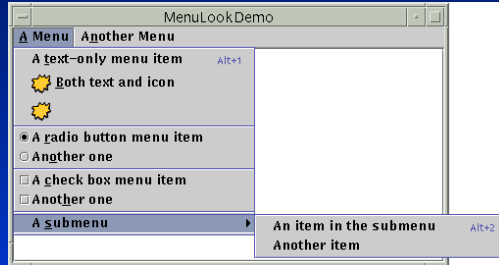 MenuLookDemo
A Menu Another Menu
A text-only menu item Alt+1
Both text and icon
A radio button menu item
Another one
A check box menu item
Another one
A submenu
An item in the submenu Alt+2
Another item